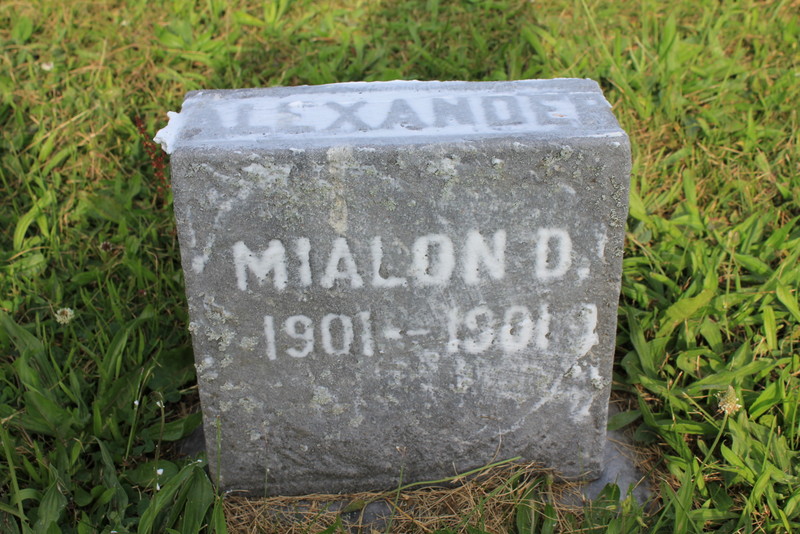 ALEXANDER
MIALON D.
1901 - 1901